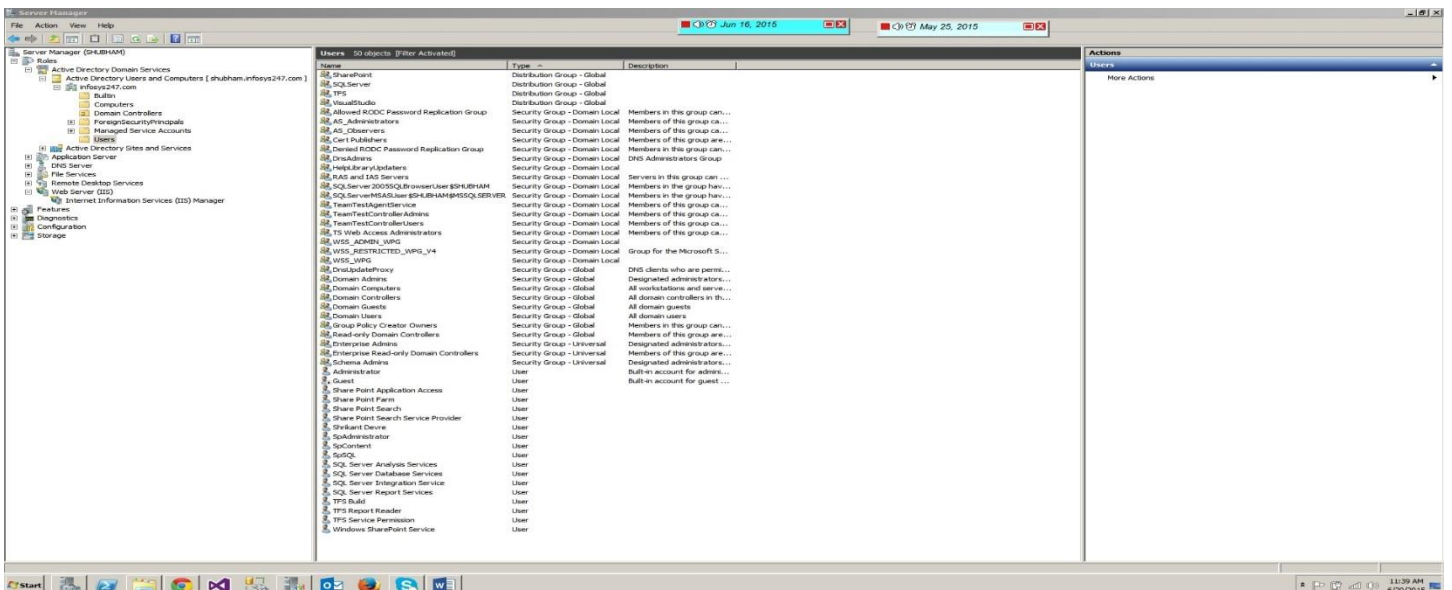 Server Manager
File Action View Help
Jun 16, 2015
May 25, 2015
Server Manager (SHUBHAM)
Roles
Active Directory Domain Services
Active Directory Users and Computers [ shubham.infosys247.com ]
infosys247.com
Builtin
Computers
Domain Controllers
ForeignSecurityPrincipals
Managed Service Accounts
Users
Active Directory Sites and Services
Application Server
DNS Server
File Services
Remote Desktop Services
Web Server (IIS)
Internet Information Services (IIS) Manager
Features
Diagnostics
Configuration
Storage
Users 50 objects [Filter Activated]
Name Type Description
SharePoint Distribution Group - Global
SQLServer Distribution Group - Global
TFS Distribution Group - Global
VisualStudio Distribution Group - Global
Allowed RODC Password Replication Group Security Group - Domain Local Members in this group can...
AS_Administrators Security Group - Domain Local Members of this group ca...
AS_Observers Security Group - Domain Local Members of this group ca...
Cert Publishers Security Group - Domain Local Members of this group are...
Denied RODC Password Replication Group Security Group - Domain Local Members in this group can...
DnsAdmins Security Group - Domain Local DNS Administrators Group
HelpLibraryUpdaters Security Group - Domain Local
RAS and IAS Servers Security Group - Domain Local Servers in this group can ...
SQLServer2005SQLBrowserUser$SHUBHAM Security Group - Domain Local Members in the group hav...
SQLServerMSASUser$SHUBHAM$MSSQLSERVER Security Group - Domain Local Members in the group hav...
TeamTestAgentService Security Group - Domain Local Members of this group ca...
TeamTestControllerAdmins Security Group - Domain Local Members of this group ca...
TeamTestControllerUsers Security Group - Domain Local Members of this group ca...
TS Web Access Administrators Security Group - Domain Local Members of this group ca...
WSS_ADMIN_WPG Security Group - Domain Local
WSS_RESTRICTED_WPG_V4 Security Group - Domain Local Group for the Microsoft S...
WSS_WPG Security Group - Domain Local
DnsUpdateProxy Security Group - Global DNS clients who are permi...
Domain Admins Security Group - Global Designated administrators...
Domain Computers Security Group - Global All workstations and serve...
Domain Controllers Security Group - Global All domain controllers in th...
Domain Guests Security Group - Global All domain guests
Domain Users Security Group - Global All domain users
Group Policy Creator Owners Security Group - Global Members in this group can...
Read-only Domain Controllers Security Group - Global Members of this group are...
Enterprise Admins Security Group - Universal Designated administrators...
Enterprise Read-only Domain Controllers Security Group - Universal Members of this group are...
Schema Admins Security Group - Universal Designated administrators...
Administrator User Built-in account for admini...
Guest User Built-in account for guest ...
Share Point Application Access User
Share Point Farm User
Share Point Search User
Share Point Search Service Provider User
Shrikant Devre User
SpAdministrator User
SpContent User
SpSQL User
SQL Server Analysis Services User
SQL Server Database Services User
SQL Server Integration Service User
SQL Server Report Services User
TFS Build User
TFS Report Reader User
TFS Service Permission User
Windows SharePoint Service User
Actions
Users
More Actions
Start
11:39 AM
6/20/2015